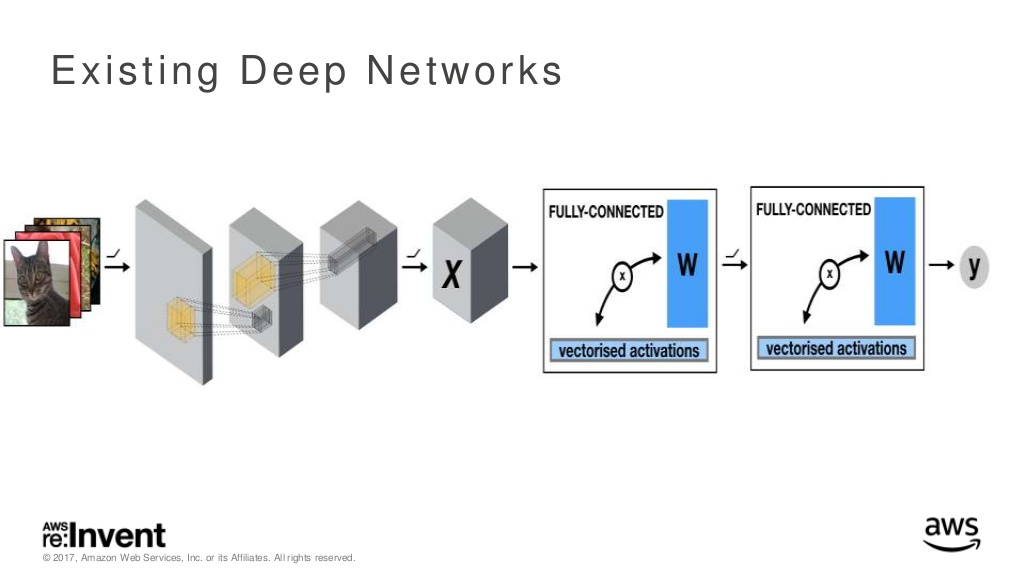 Existing Deep Networks
X
FULLY-CONNECTED
x
W
vectorised activations
FULLY-CONNECTED
x
W
vectorised activations
y
AWS
re:Invent
© 2017, Amazon Web Services, Inc. or its Affiliates. All rights reserved.
aws